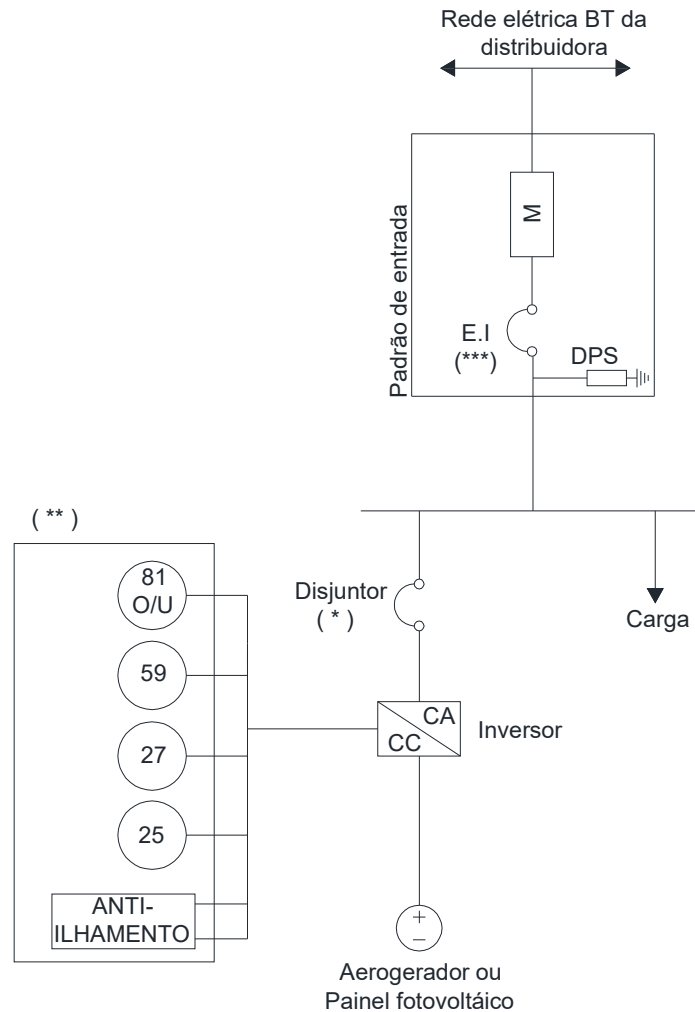 Rede elétrica BT da
distribuidora
Padrão de entrada
M
E.I
(***)
DPS
( ** )
81
O/U
59
27
25
ANTI-
ILHAMENTO
Disjuntor
( * )
Carga
CA
CC
Inversor
+
−
Aerogerador ou
Painel fotovoltáico